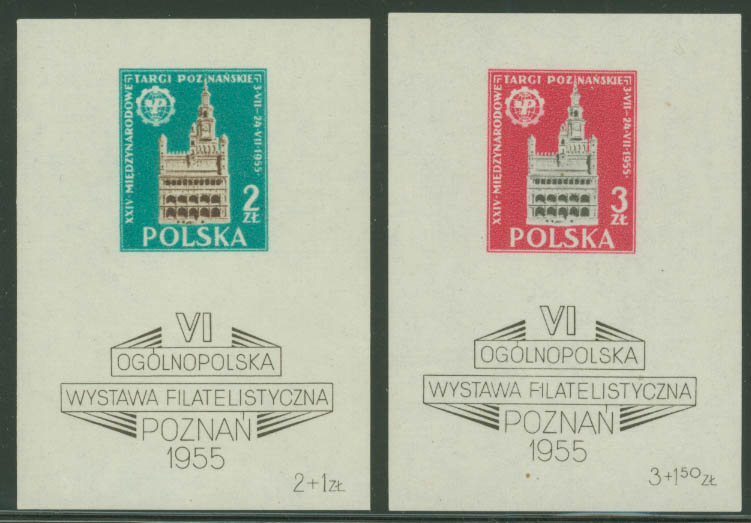 XXIV·MIĘDZYNARODOWE
TARGI POZNAŃSKIE
3·VII-24·VII·1955·
2
ZŁ
POLSKA
VI
OGÓLNOPOLSKA
WYSTAWA FILATELISTYCZNA
POZNAŃ
1955
2+1 ZŁ
XXIV·MIĘDZYNARODOWE
TARGI POZNAŃSKIE
3·VII-24·VII·1955·
3
ZŁ
POLSKA
VI
OGÓLNOPOLSKA
WYSTAWA FILATELISTYCZNA
POZNAŃ
1955
3+1⁵⁰ ZŁ